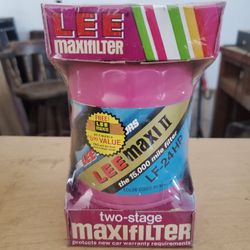 LEE
MAXIFILTER
FREE!
LEE
VALUE
LEE MAXI II
the 15,000 mile filter
LF-24HP
two-stage
maxifilter
protects new car warranty requirements